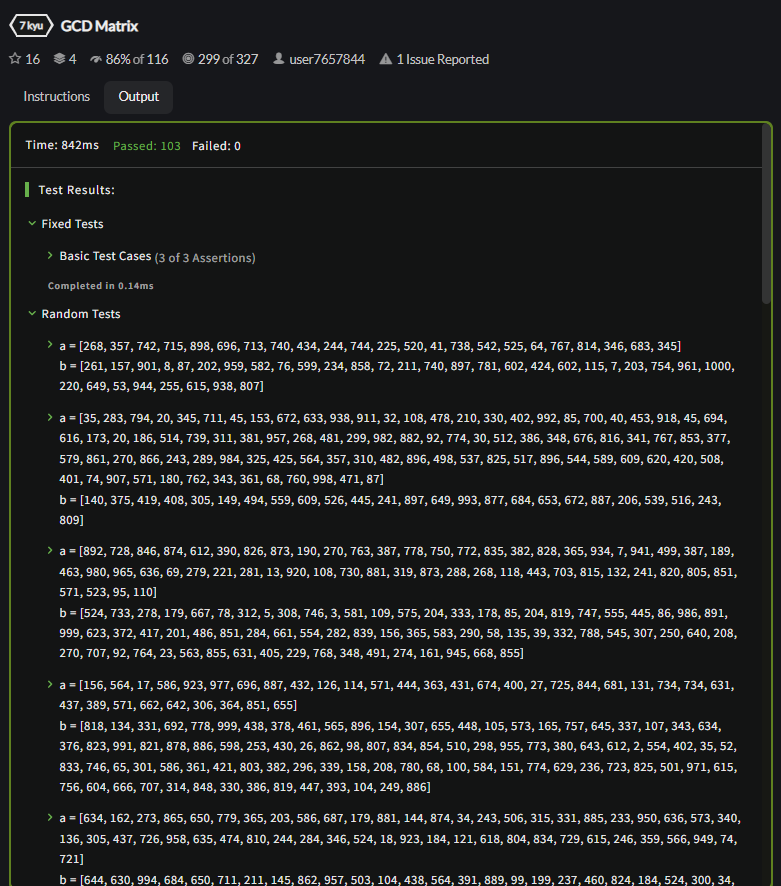 7 kyu GCD Matrix
16 4 86% of 116 299 of 327 user7657844 1 Issue Reported
Instructions Output
Time: 842ms Passed: 103 Failed: 0
Test Results:
Fixed Tests
Basic Test Cases (3 of 3 Assertions)
Completed in 0.14ms
Random Tests
a = [268, 357, 742, 715, 898, 696, 713, 740, 434, 244, 744, 225, 520, 41, 738, 542, 525, 64, 767, 814, 346, 683, 345]
b = [261, 157, 901, 8, 87, 202, 959, 582, 76, 599, 234, 858, 72, 211, 740, 897, 781, 602, 424, 602, 115, 7, 203, 754, 961, 1000,
220, 649, 53, 944, 255, 615, 938, 807]
a = [35, 283, 794, 20, 345, 711, 45, 153, 672, 633, 938, 911, 32, 108, 478, 210, 330, 402, 992, 85, 700, 40, 453, 918, 45, 694,
616, 173, 20, 186, 514, 739, 311, 381, 957, 268, 481, 299, 982, 882, 92, 774, 30, 512, 386, 348, 676, 816, 341, 767, 853, 377,
579, 861, 270, 866, 243, 289, 984, 325, 425, 564, 357, 310, 482, 896, 498, 537, 825, 517, 896, 544, 589, 609, 620, 420, 508,
401, 74, 907, 571, 180, 762, 343, 361, 68, 760, 998, 471, 87]
b = [140, 375, 419, 408, 305, 149, 494, 559, 609, 526, 445, 241, 897, 649, 993, 877, 684, 653, 672, 887, 206, 539, 516, 243,
809]
a = [892, 728, 846, 874, 612, 390, 826, 873, 190, 270, 763, 387, 778, 750, 772, 835, 382, 828, 365, 934, 7, 941, 499, 387, 189,
463, 980, 965, 636, 69, 279, 221, 281, 13, 920, 108, 730, 881, 319, 873, 288, 268, 118, 443, 703, 815, 132, 241, 820, 805, 851,
571, 523, 95, 110]
b = [524, 733, 278, 179, 667, 78, 312, 5, 308, 746, 3, 581, 109, 575, 204, 333, 178, 85, 204, 819, 747, 555, 445, 86, 986, 891,
999, 623, 372, 417, 201, 486, 851, 284, 661, 554, 282, 839, 156, 365, 583, 290, 58, 135, 39, 332, 788, 545, 307, 250, 640, 208,
270, 707, 92, 764, 23, 563, 855, 631, 405, 229, 768, 348, 491, 274, 161, 945, 668, 855]
a = [156, 564, 17, 586, 923, 977, 696, 887, 432, 126, 114, 571, 444, 363, 431, 674, 400, 27, 725, 844, 681, 131, 734, 734, 631,
437, 389, 571, 662, 642, 306, 364, 851, 655]
b = [818, 134, 331, 692, 778, 999, 438, 378, 461, 565, 896, 154, 307, 655, 448, 105, 573, 165, 757, 645, 337, 107, 343, 634,
376, 823, 991, 821, 878, 886, 598, 253, 430, 26, 862, 98, 807, 834, 854, 510, 298, 955, 773, 380, 643, 612, 2, 554, 402, 35, 52,
833, 746, 65, 301, 586, 361, 421, 803, 382, 296, 339, 158, 208, 780, 68, 100, 584, 151, 774, 629, 236, 723, 825, 501, 971, 615,
756, 604, 666, 707, 314, 848, 330, 386, 819, 447, 393, 104, 249, 886]
a = [634, 162, 273, 865, 650, 779, 365, 203, 586, 687, 179, 881, 144, 874, 34, 243, 506, 315, 331, 885, 233, 950, 636, 573, 340,
136, 305, 437, 726, 958, 635, 474, 810, 244, 284, 346, 524, 18, 923, 184, 121, 618, 804, 834, 729, 615, 246, 359, 566, 949, 74,
721]
b = [644, 630, 994, 684, 650, 711, 211, 145, 862, 957, 503, 104, 438, 564, 391, 889, 99, 199, 237, 460, 824, 184, 524, 300, 34,